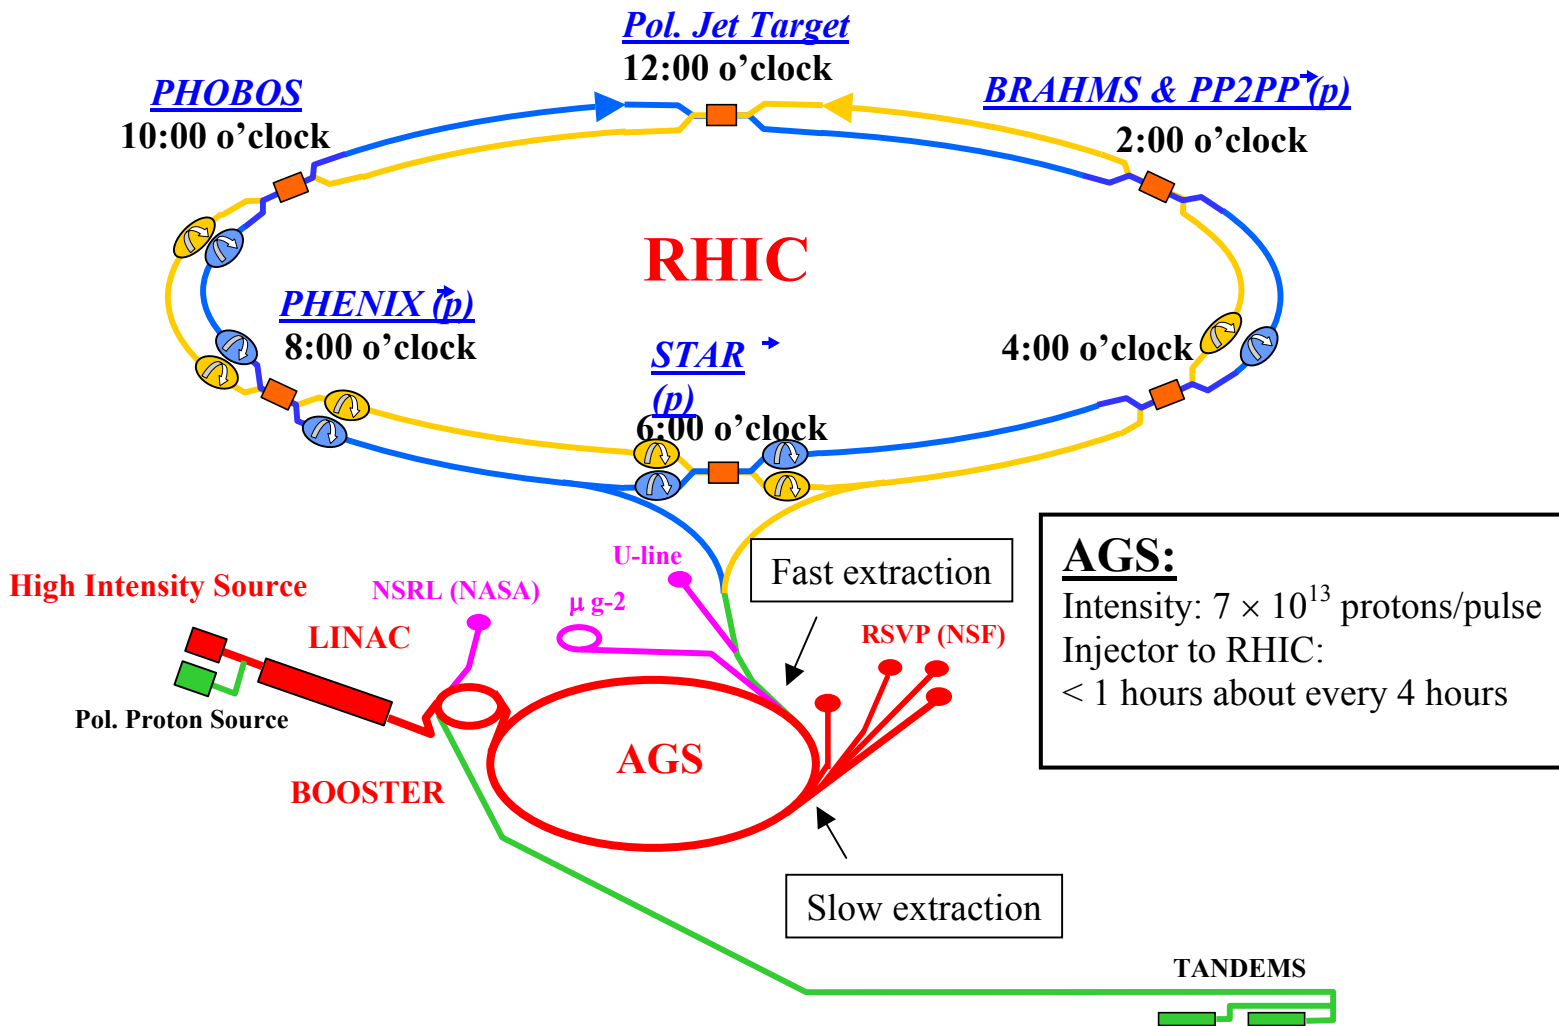 Pol. Jet Target
12:00 o’clock
PHOBOS
10:00 o’clock
BRAHMS & PP2PP (p)
2:00 o’clock
RHIC
PHENIX (p)
8:00 o’clock
STAR
(p)
6:00 o’clock
4:00 o’clock
High Intensity Source
LINAC
Pol. Proton Source
BOOSTER
NSRL (NASA)
μ g-2
U-line
Fast extraction
RSVP (NSF)
AGS
Slow extraction
TANDEMS
AGS:
Intensity: 7 × 10¹³ protons/pulse
Injector to RHIC:
< 1 hours about every 4 hours